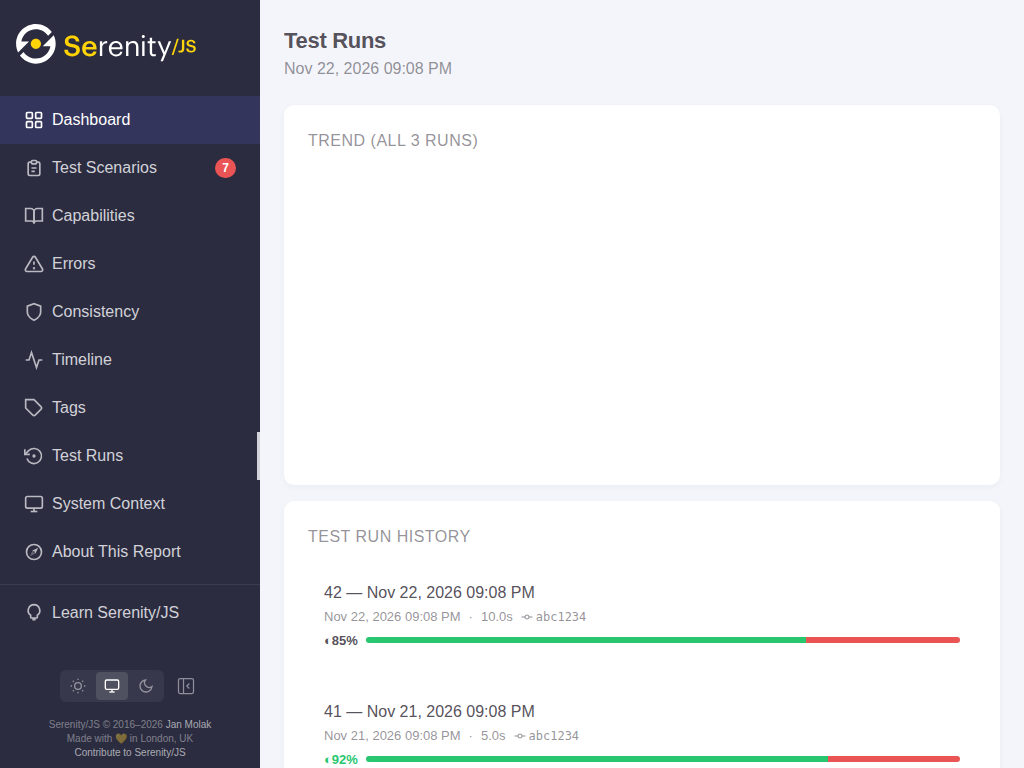 Serenity/JS
Dashboard
Test Scenarios 7
Capabilities
Errors
Consistency
Timeline
Tags
Test Runs
System Context
About This Report
Learn Serenity/JS
Serenity/JS © 2016–2026 Jan Molak
Made with 💛 in London, UK
Contribute to Serenity/JS
Test Runs
Nov 22, 2026 09:08 PM
TREND (ALL 3 RUNS)
TEST RUN HISTORY
42 — Nov 22, 2026 09:08 PM
Nov 22, 2026 09:08 PM · 10.0s abc1234
85%
41 — Nov 21, 2026 09:08 PM
Nov 21, 2026 09:08 PM · 5.0s abc1234
92%